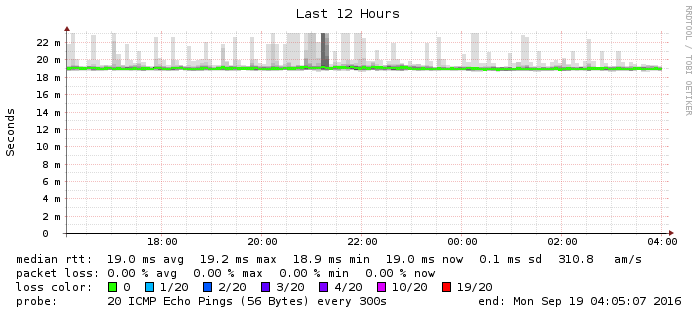 Last 12 Hours
RRDTOOL / TOBI OETIKER
Seconds
22 m
20 m
18 m
16 m
14 m
12 m
10 m
8 m
6 m
4 m
2 m
0
18:00 20:00 22:00 00:00 02:00 04:00
median rtt: 19.0 ms avg 19.2 ms max 18.9 ms min 19.0 ms now 0.1 ms sd 310.8 am/s
packet loss: 0.00 % avg 0.00 % max 0.00 % min 0.00 % now
loss color: 0 1/20 2/20 3/20 4/20 10/20 19/20
probe: 20 ICMP Echo Pings (56 Bytes) every 300s end: Mon Sep 19 04:05:07 2016